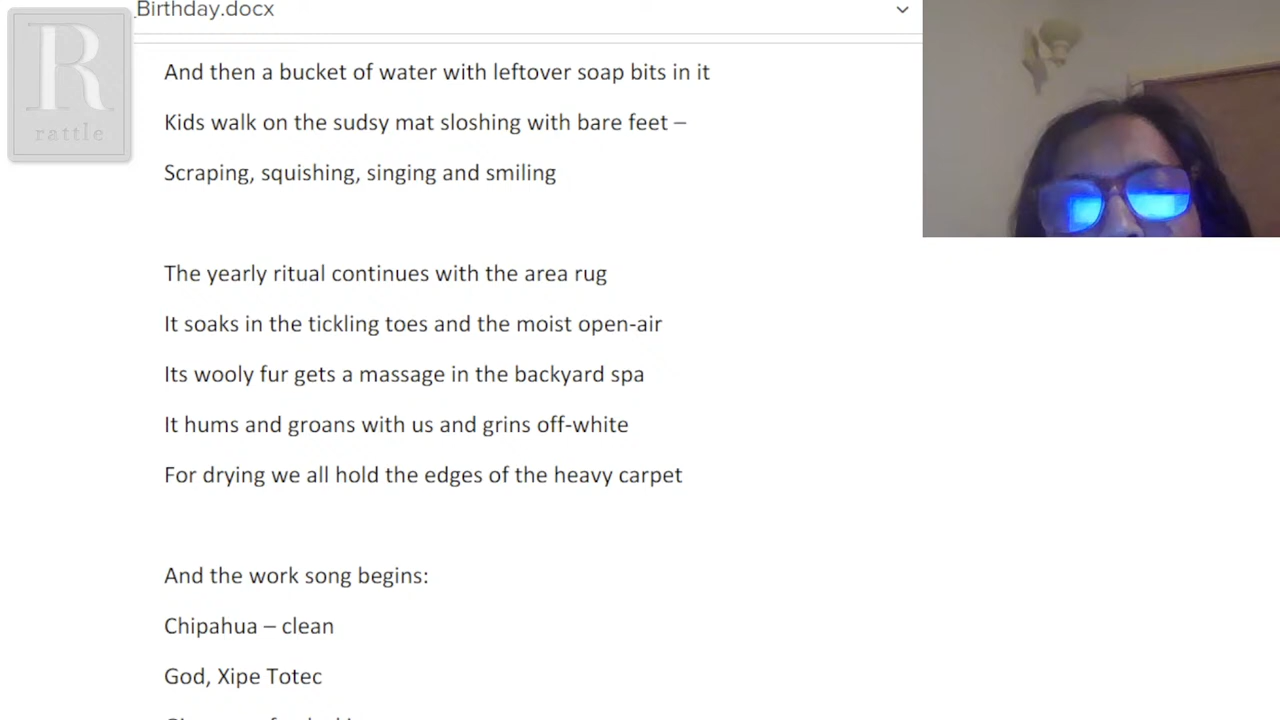 _Birthday.docx
R
rattle
And then a bucket of water with leftover soap bits in it
Kids walk on the sudsy mat sloshing with bare feet –
Scraping, squishing, singing and smiling
The yearly ritual continues with the area rug
It soaks in the tickling toes and the moist open-air
Its wooly fur gets a massage in the backyard spa
It hums and groans with us and grins off-white
For drying we all hold the edges of the heavy carpet
And the work song begins:
Chipahua – clean
God, Xipe Totec